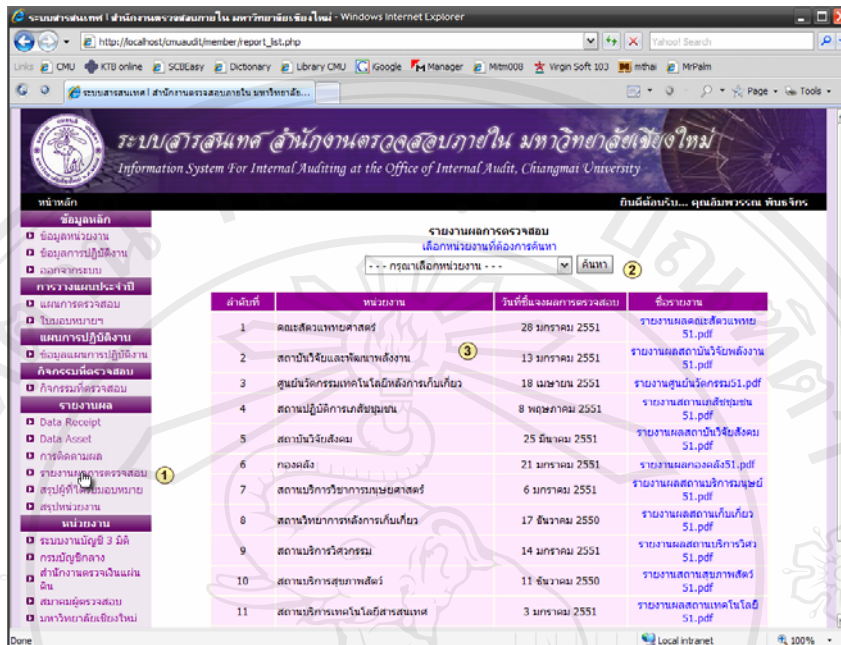 ระบบสารสนเทศ | สำนักงานตรวจสอบภายใน มหาวิทยาลัยเชียงใหม่ - Windows Internet Explorer
http://localhost/cmuaudit/member/report_list.php
Yahoo! Search
Links CMU KTB online SCBEasy Dictionary Library CMU Google Manager Mitm008 Virgin Soft 103 mthai MrPalm
ระบบสารสนเทศ | สำนักงานตรวจสอบภายใน มหาวิทยาลัย...
Page Tools
ระบบสารสนเทศ สำนักงานตรวจสอบภายใน มหาวิทยาลัยเชียงใหม่
Information System For Internal Auditing at the Office of Internal Audit, Chiangmai University
หน้าหลัก
ยินดีต้อนรับ... คุณอัมพวรรณ พันธจักร
ข้อมูลหลัก
ข้อมูลหน่วยงาน
ข้อมูลการปฏิบัติงาน
ออกจากระบบ
การวางแผนประจำปี
แผนการตรวจสอบ
ใบมอบหมายฯ
แผนการปฏิบัติงาน
ข้อมูลแผนการปฏิบัติงาน
กิจกรรมที่ตรวจสอบ
กิจกรรมที่ตรวจสอบ
รายงานผล
Data Receipt
Data Asset
การติดตามผล
รายงานผลการตรวจสอบ
1
สรุปผู้ที่ได้รับมอบหมาย
สรุปหน่วยงาน
หน่วยงาน
ระบบงานบัญชี 3 มิติ
กรมบัญชีกลาง
สำนักงานตรวจเงินแผ่น
ดิน
สมาคมผู้ตรวจสอบ
มหาวิทยาลัยเชียงใหม่
รายงานผลการตรวจสอบ
เลือกหน่วยงานที่ต้องการค้นหา
- - - กรุณาเลือกหน่วยงาน - - - ค้นหา 2
ลำดับที่ หน่วยงาน วันที่ชี้แจงผลการตรวจสอบ ชื่อรายงาน
1 คณะสัตวแพทยศาสตร์ 28 มกราคม 2551 รายงานผลคณะสัตวแพทย
51.pdf
3
2 สถาบันวิจัยและพัฒนาพลังงาน 13 มกราคม 2551 รายงานผลสถาบันวิจัยพลังงาน
51.pdf
3 ศูนย์นวัตกรรมเทคโนโลยีหลังการเก็บเกี่ยว 18 เมษายน 2551 รายงานศูนย์นวัตกรรม51.pdf
4 สถานปฏิบัติการเภสัชชุมชน 8 พฤษภาคม 2551 รายงานสถานเภสัชชุมชน
51.pdf
5 สถาบันวิจัยสังคม 25 มีนาคม 2551 รายงานผลสถาบันวิจัยสังคม
51.pdf
6 กองคลัง 21 มกราคม 2551 รายงานผลกองคลัง51.pdf
7 สถานบริการวิชาการมนุษยศาสตร์ 6 มกราคม 2551 รายงานผลสถานบริการมนุษย์
51.pdf
8 สถานวิทยาการหลังการเก็บเกี่ยว 17 ธันวาคม 2550 รายงานผลสถานเก็บเกี่ยว
51.pdf
9 สถานบริการวิศวกรรม 14 มกราคม 2551 รายงานผลสถานบริการวิศว
51.pdf
10 สถานบริการสุขภาพสัตว์ 11 ธันวาคม 2550 รายงานสถานสุขภาพสัตว์
51.pdf
11 สถานบริการเทคโนโลยีสารสนเทศ 3 มกราคม 2551 รายงานผลสถานเทคโนโลยี
51.pdf
Done Local intranet 100%